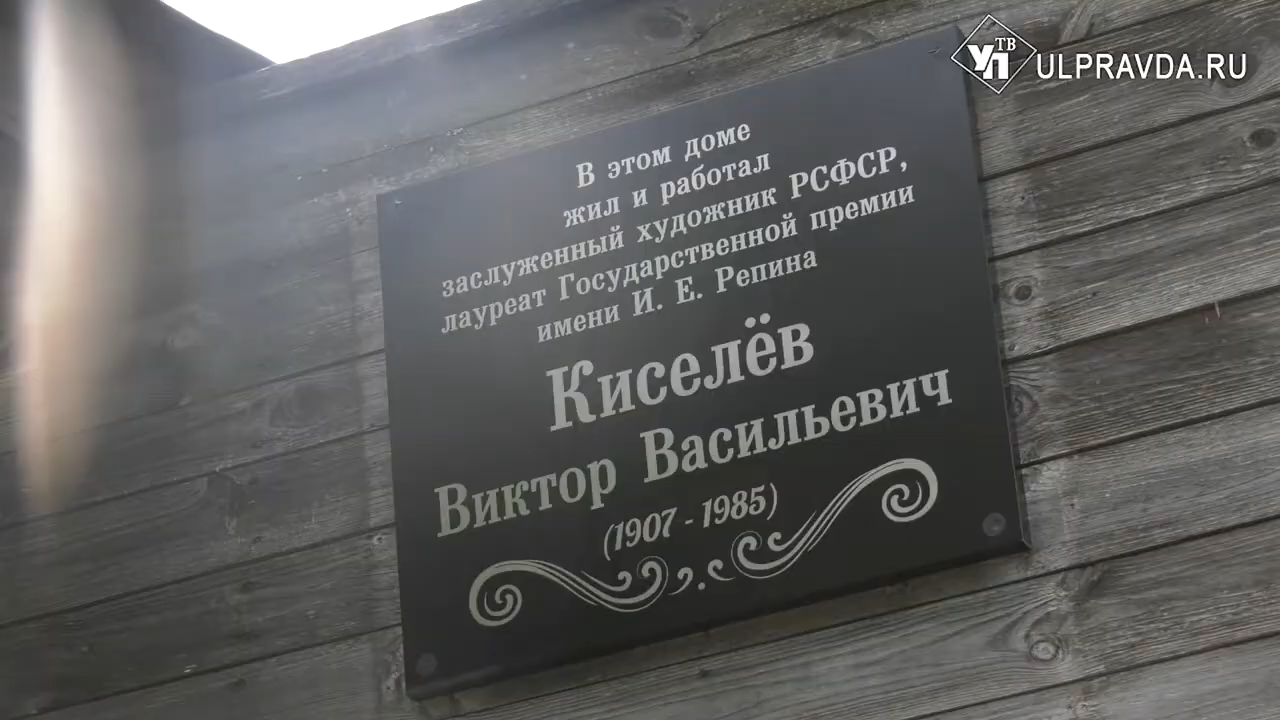 УП ТВ ULPRAVDA.RU
В этом доме
жил и работал
заслуженный художник РСФСР,
лауреат Государственной премии
имени И. Е. Репина
Киселёв
Виктор Васильевич
(1907 - 1985)